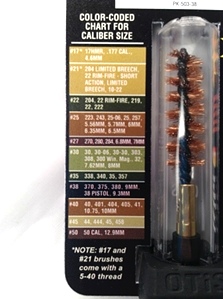 PK-503-38
COLOR-CODED
CHART FOR
CALIBER SIZE
#17* 17HMR, .177 CAL.,
4.6MM
#21* 204 LIMITED BREECH,
22 RIM-FIRE - SHORT
ACTION, LIMITED
BREECH, 10-22
#22 204, 22 RIM-FIRE, 219,
22, 222
#25 223, 243, 25-06, 25, 257,
5.56MM, 5.7MM, 6MM,
6.35MM, 6.5MM
#27 270, 280, 284, 6.8MM, 7MM
#30 30, 30-06, 30-30, 303,
308, 300 Win. Mag., 32,
7.62MM, 8MM
#35 338, 340, 35, 357
#38 370, 375, 380, 9MM,
38 PISTOL, 9.3MM
#40 40, 401, 404, 405, 41,
10.75, 10MM
#45 44, 444, 45, 450
#50 50 CAL, 12.9MM
*NOTE: #17 and
#21 brushes
come with a
5-40 thread
OTI